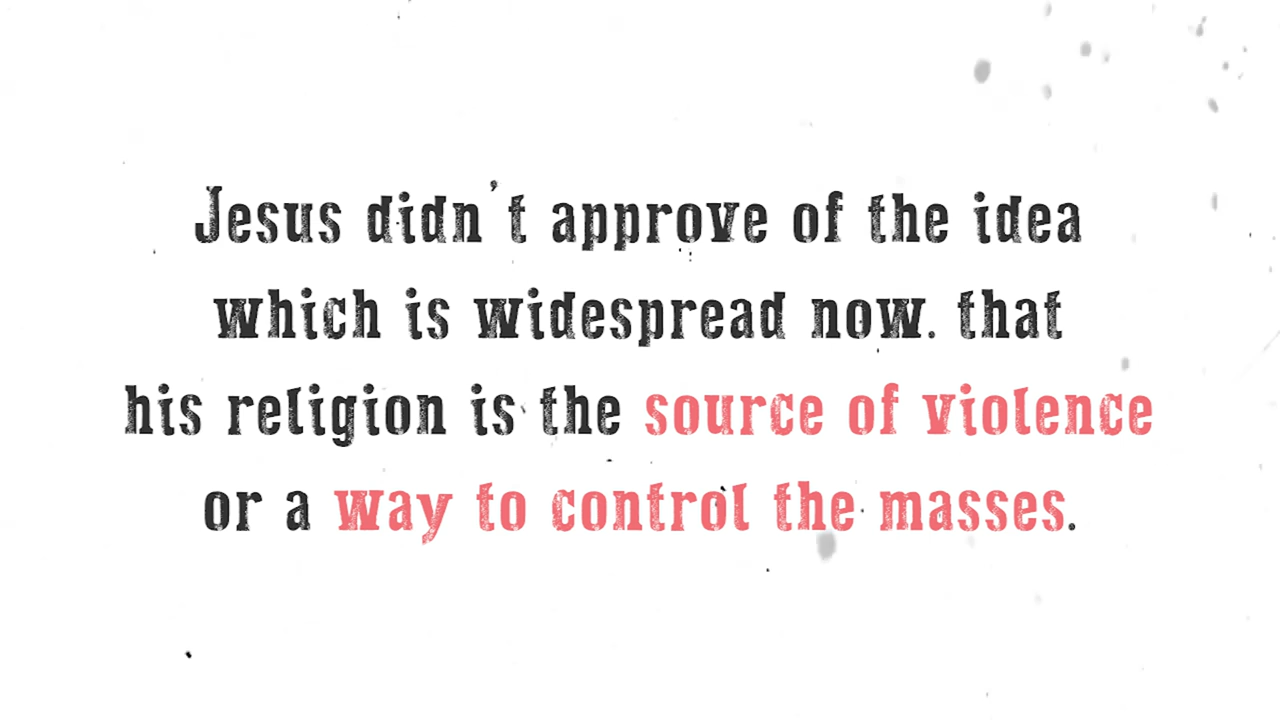 Jesus didn't approve of the idea
which is widespread now. that
his religion is the source of violence
or a way to control the masses.